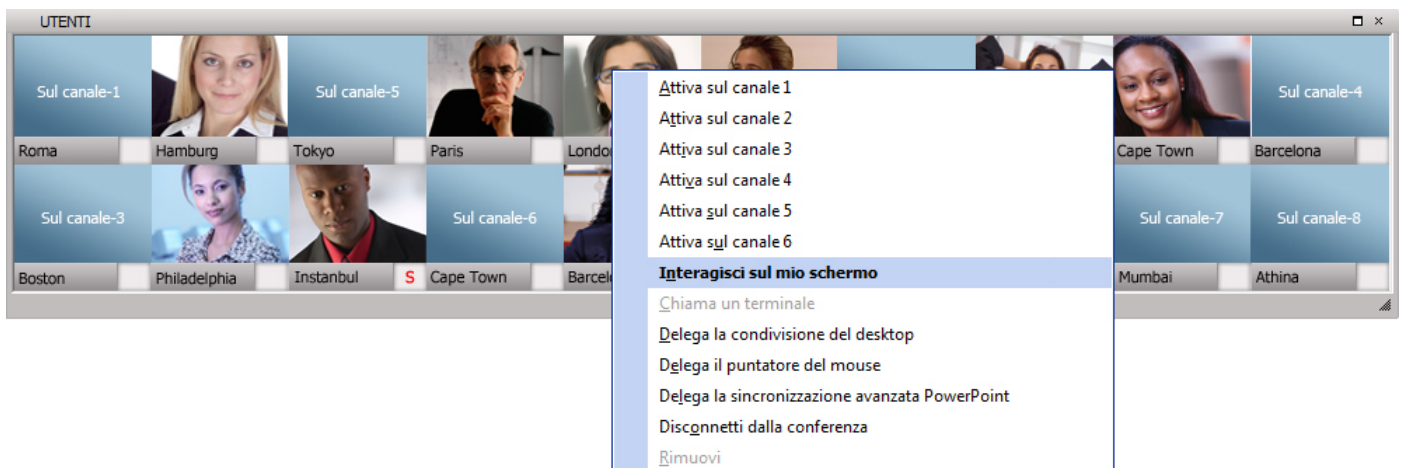 UTENTI
Sul canale-1
Sul canale-5
Sul canale-4
Roma
Hamburg
Tokyo
Paris
Cape Town
Barcelona
Sul canale-3
Sul canale-6
Sul canale-7
Sul canale-8
Boston
Philadelphia
Instanbul
S
Cape Town
Mumbai
Athina
Attiva sul canale 1
Attiva sul canale 2
Attiva sul canale 3
Attiva sul canale 4
Attiva sul canale 5
Attiva sul canale 6
Interagisci sul mio schermo
Chiama un terminale
Delega la condivisione del desktop
Delega il puntatore del mouse
Delega la sincronizzazione avanzata PowerPoint
Disconnetti dalla conferenza
Rimuovi